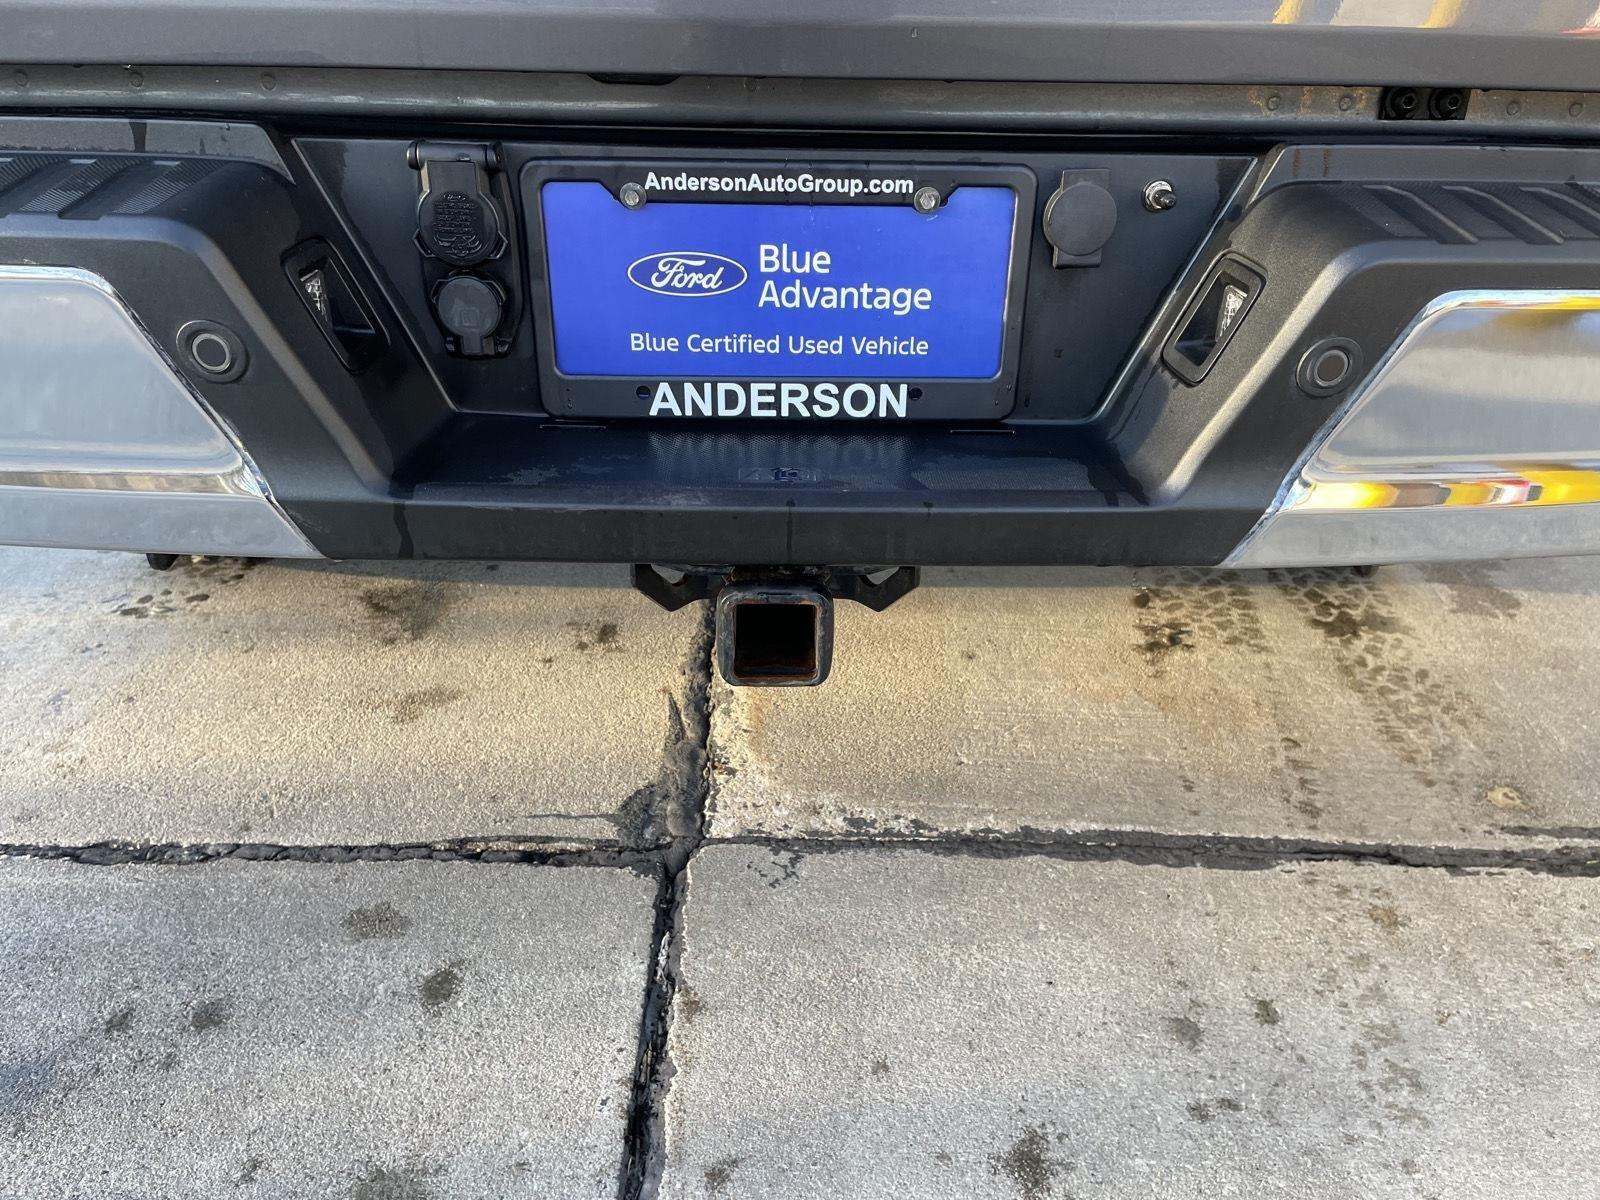 AndersonAutoGroup.com
Ford
Blue
Advantage
Blue Certified Used Vehicle
ANDERSON